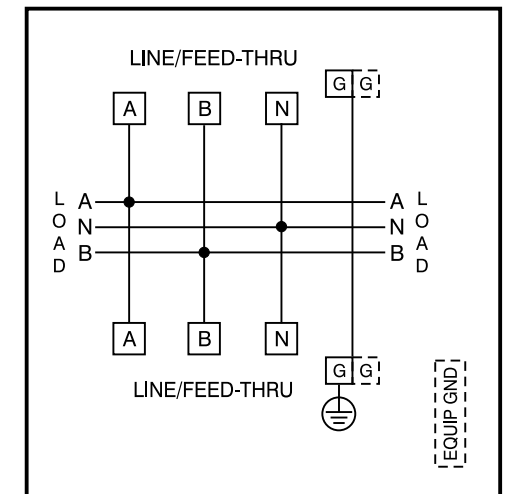 LINE/FEED-THRU
G G
A B N
L O A D
A A
N N
B B
L O A D
A B N
G G
LINE/FEED-THRU
EQUIP GND